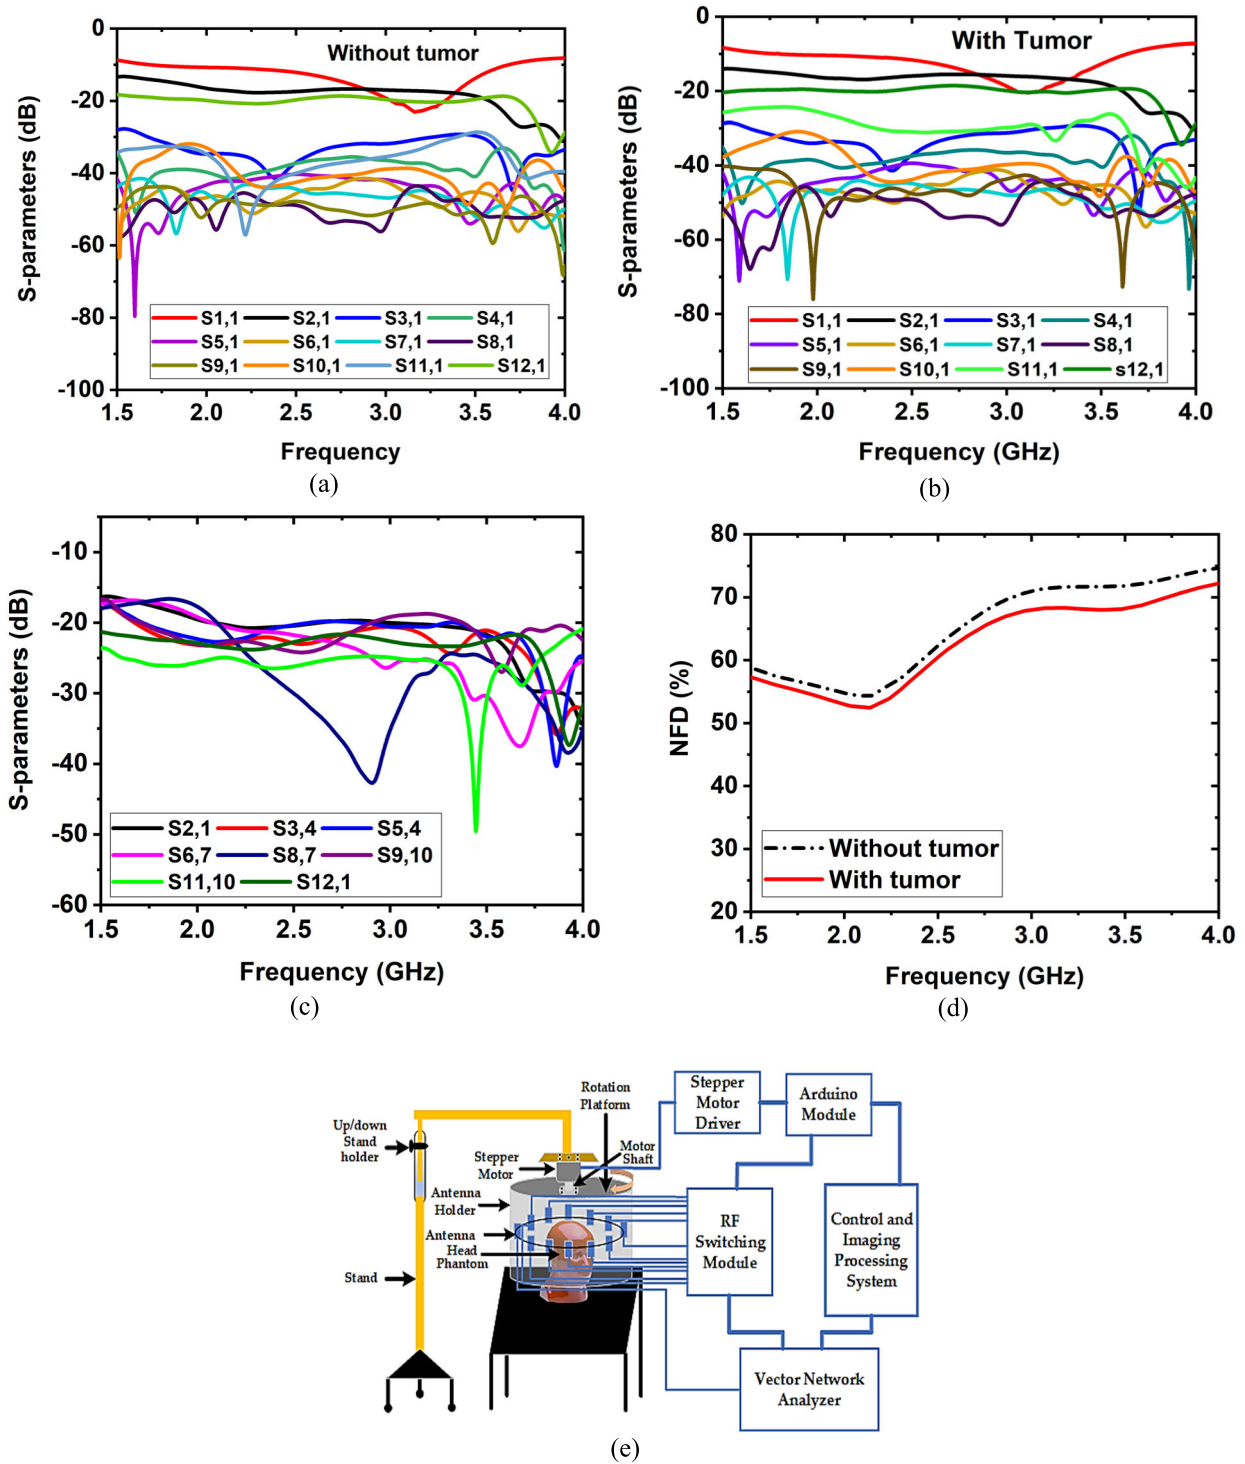 Without tumor
S-parameters (dB)
0
-20
-40
-60
-80
-100
S1,1 S2,1 S3,1 S4,1
S5,1 S6,1 S7,1 S8,1
S9,1 S10,1 S11,1 S12,1
1.5 2.0 2.5 3.0 3.5 4.0
Frequency
(a)
With Tumor
S-parameters (dB)
0
-20
-40
-60
-80
-100
S1,1 S2,1 S3,1 S4,1
S5,1 S6,1 S7,1 S8,1
S9,1 S10,1 S11,1 s12,1
1.5 2.0 2.5 3.0 3.5 4.0
Frequency (GHz)
(b)
S-parameters (dB)
-10
-20
-30
-40
-50
-60
S2,1 S3,4 S5,4
S6,7 S8,7 S9,10
S11,10 S12,1
1.5 2.0 2.5 3.0 3.5 4.0
Frequency (GHz)
(c)
NFD (%)
80
70
60
50
40
30
20
Without tumor
With tumor
1.5 2.0 2.5 3.0 3.5 4.0
Frequency (GHz)
(d)
Up/down
Stand
holder
Stand
Rotation
Platform
Stepper
Motor
Motor
Shaft
Antenna
Holder
Antenna
Head
Phantom
Stepper
Motor
Driver
Arduino
Module
RF
Switching
Module
Control and
Imaging
Processing
System
Vector Network
Analyzer
(e)